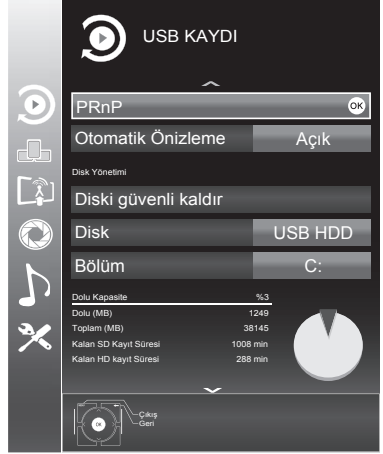 USB KAYDI
PRnP OK
Otomatik Önizleme Açık
Disk Yönetimi
Diski güvenli kaldır
Disk USB HDD
Bölüm C:
Dolu Kapasite %3
Dolu (MB) 1249
Toplam (MB) 38145
Kalan SD Kayıt Süresi 1008 min
Kalan HD kayıt Süresi 288 min
Çıkış
OK Geri